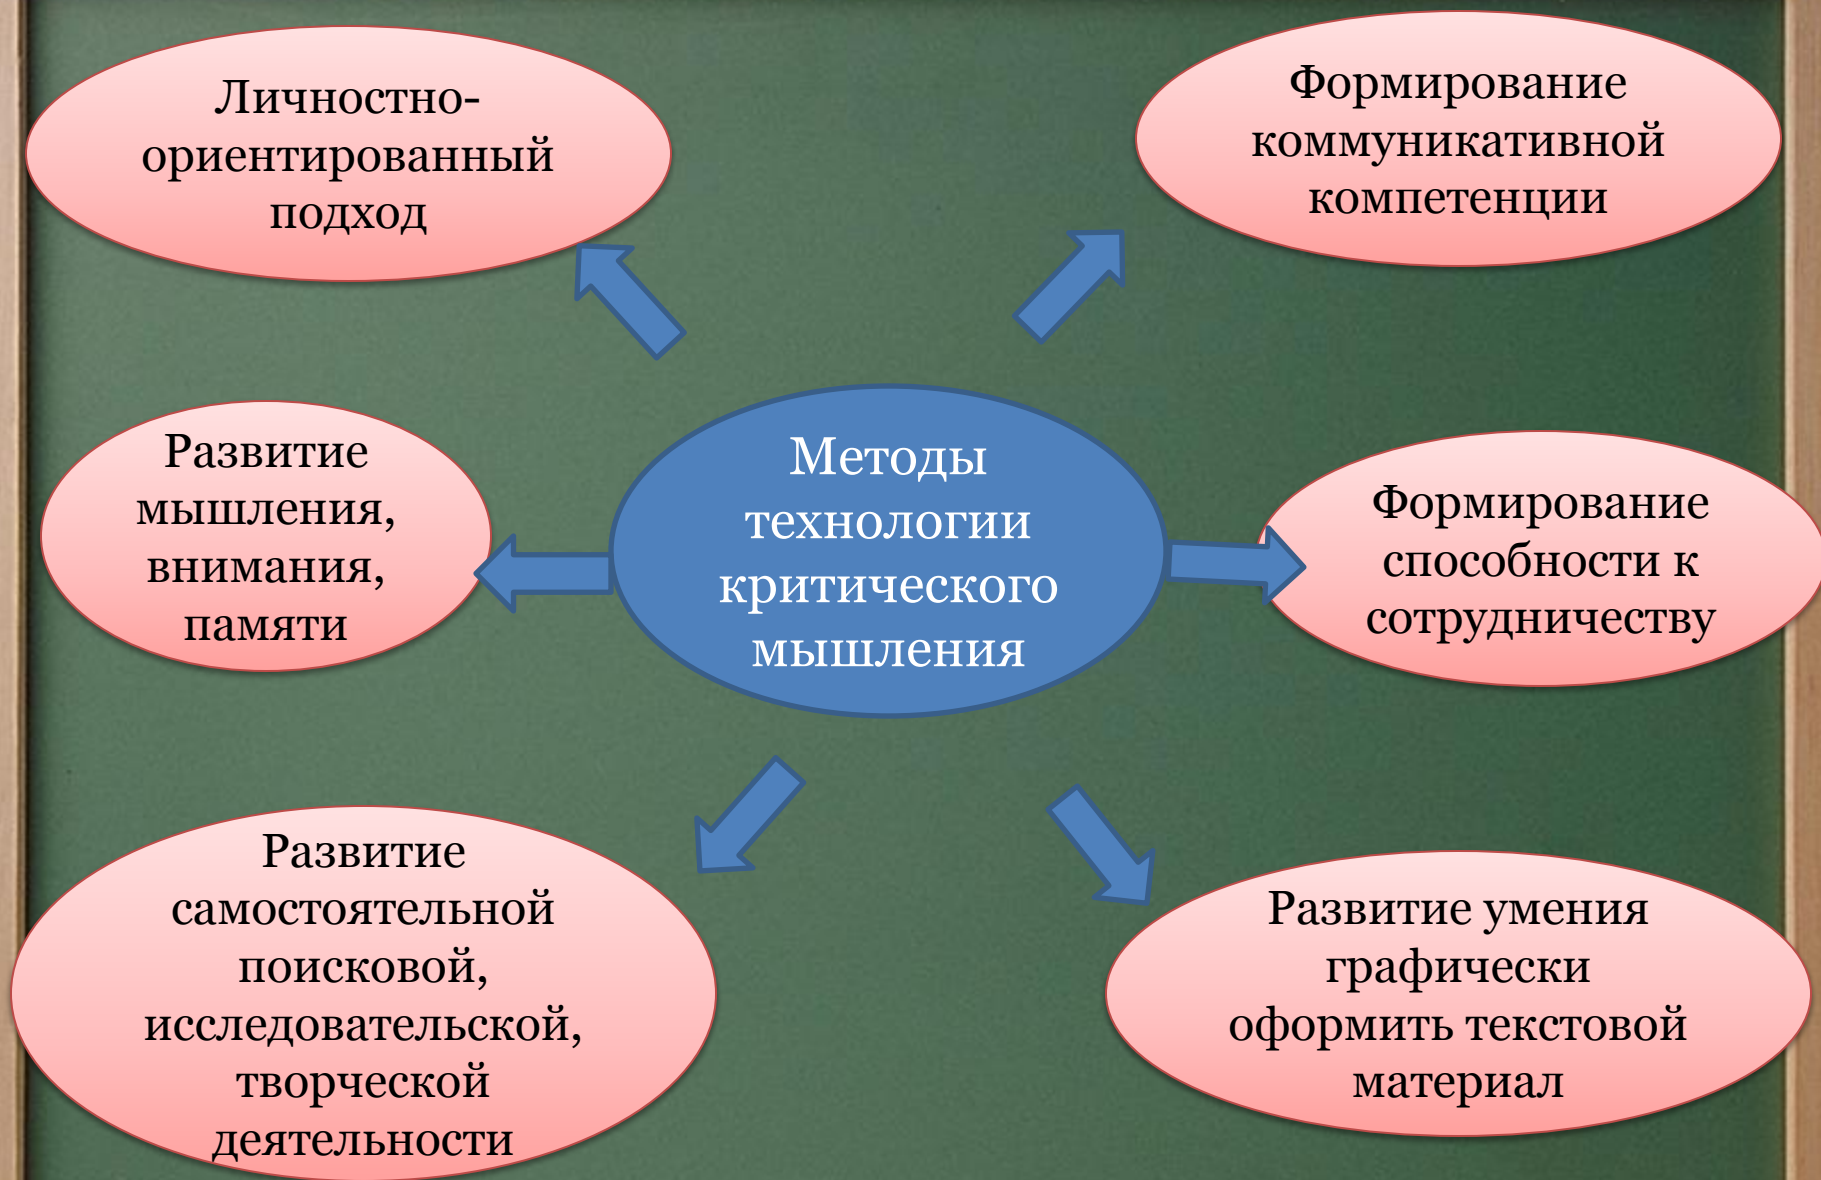 Личностно-
ориентированный
подход
Формирование
коммуникативной
компетенции
Развитие
мышления,
внимания,
памяти
Методы
технологии
критического
мышления
Формирование
способности к
сотрудничеству
Развитие
самостоятельной
поисковой,
исследовательской,
творческой
деятельности
Развитие умения
графически
оформить текстовой
материал